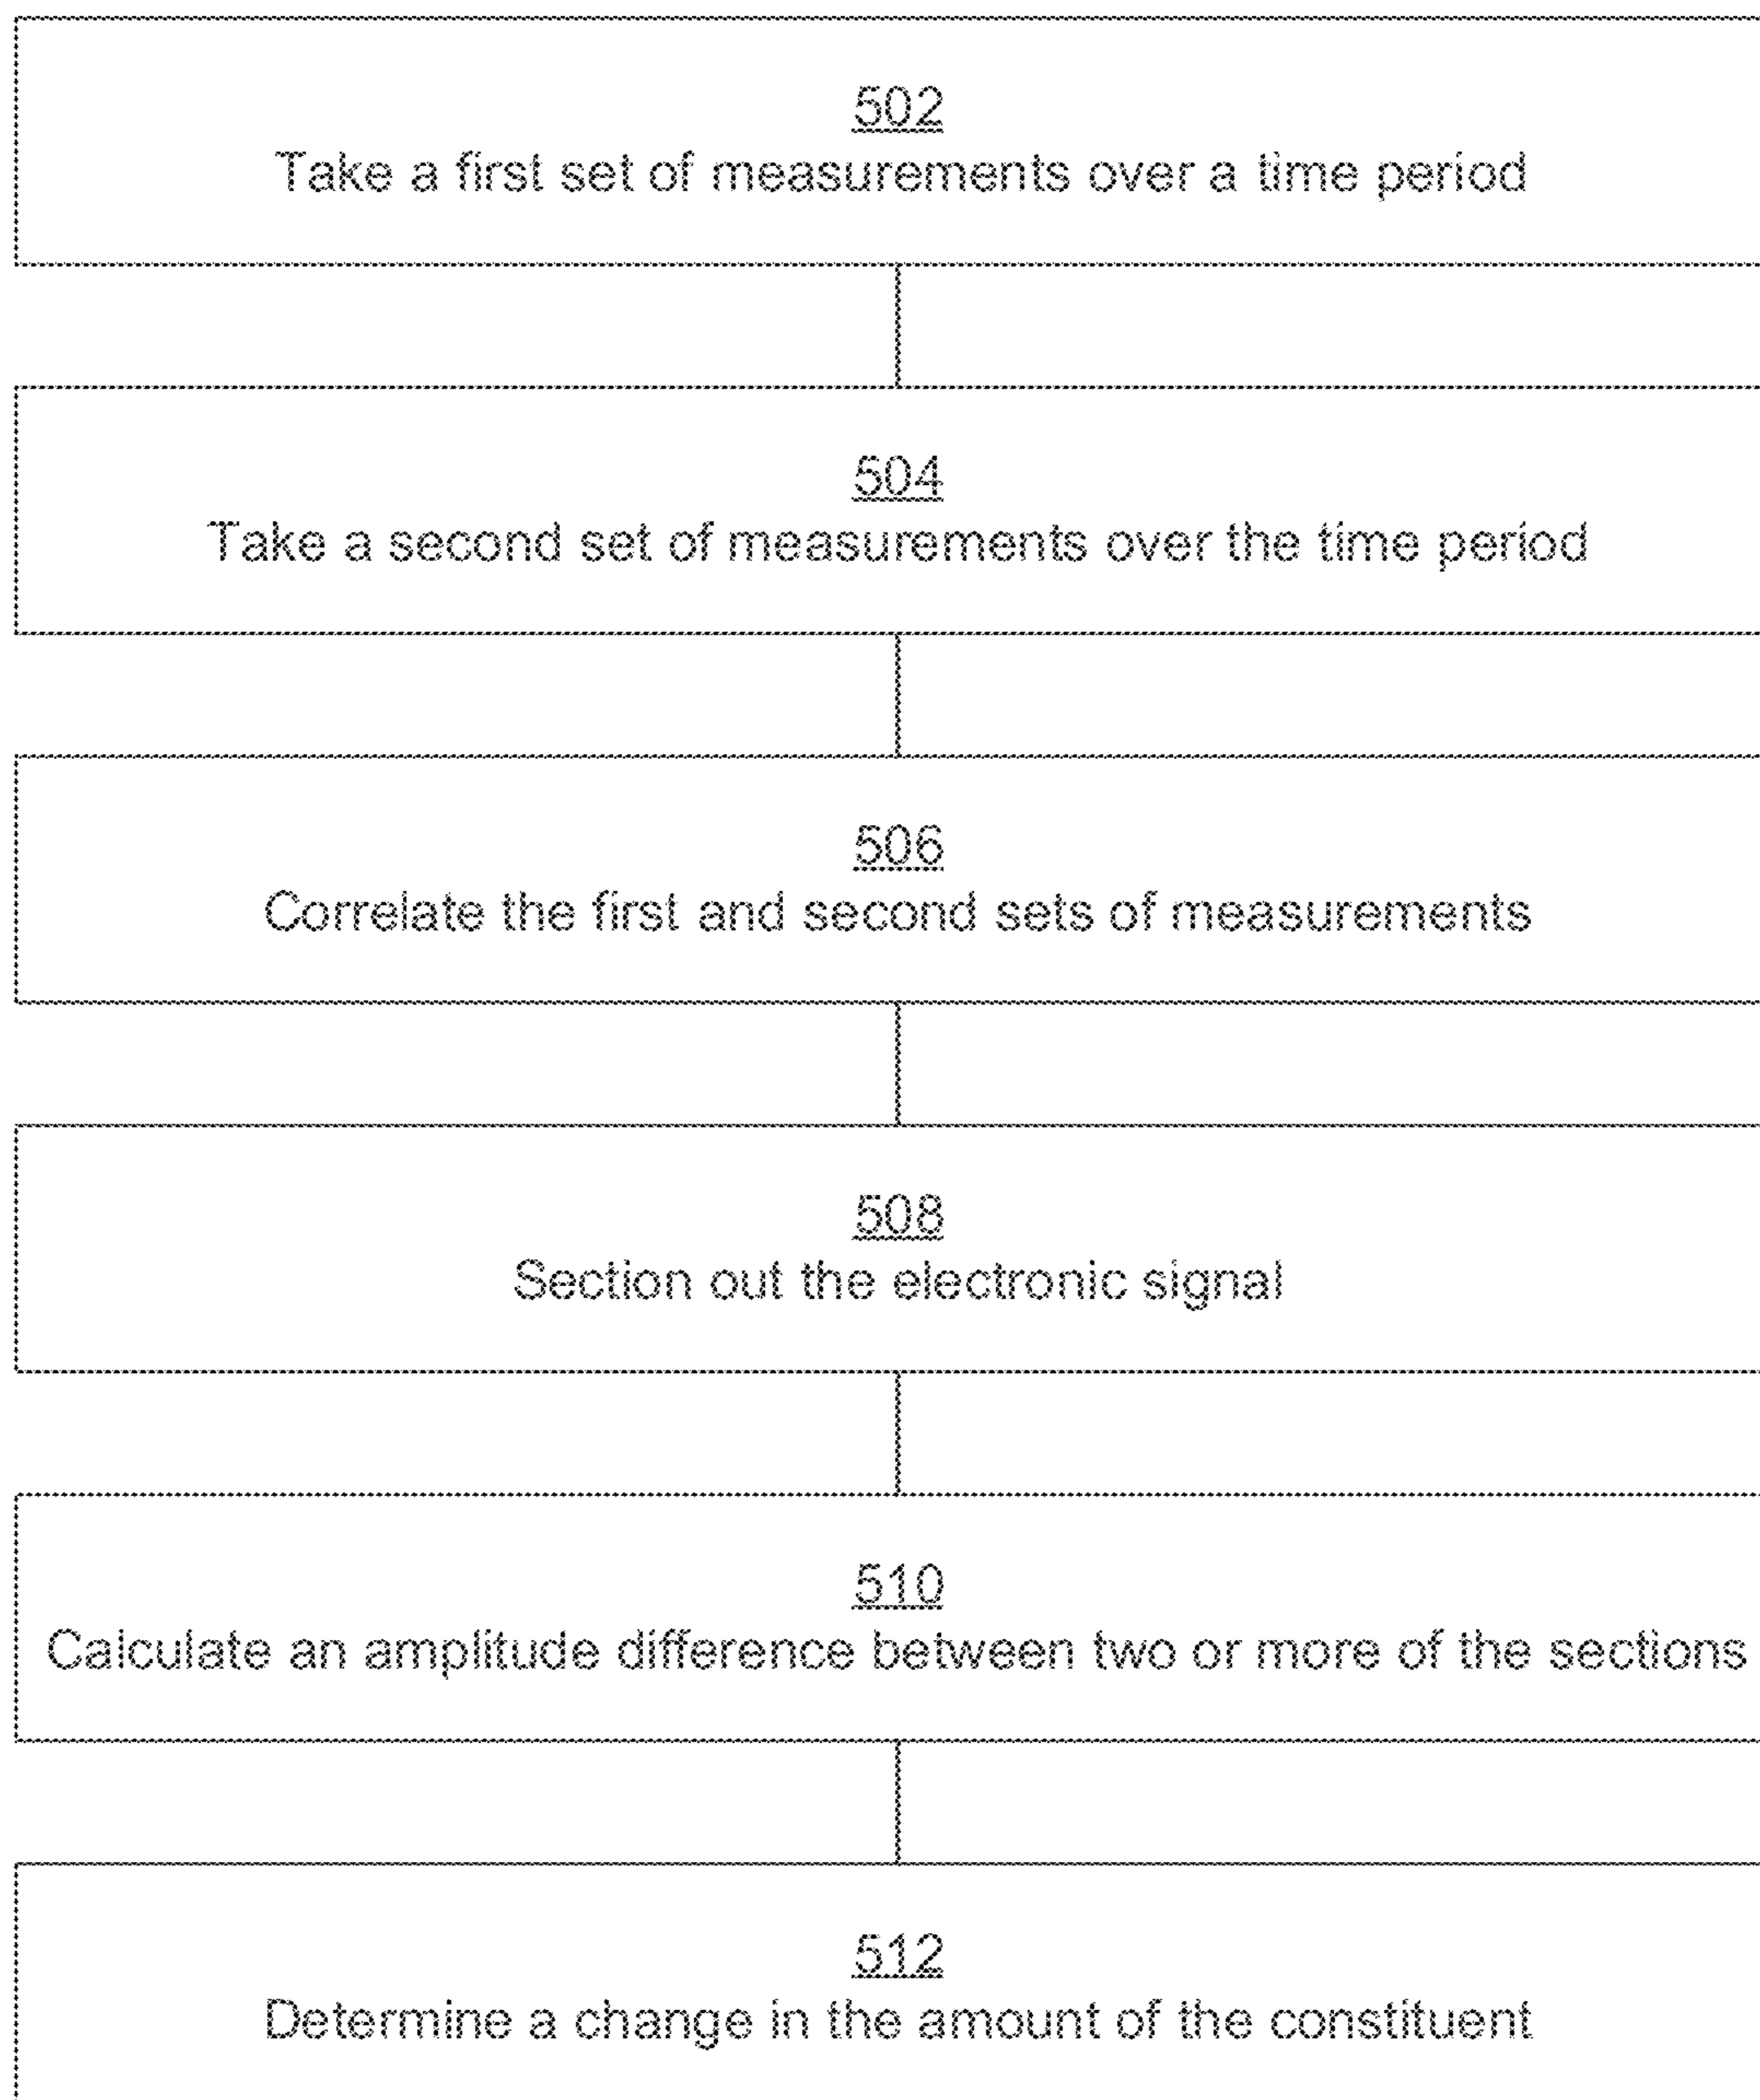 502
Take a first set of measurements over a time period
504
Take a second set of measurements over the time period
506
Correlate the first and second sets of measurements
508
Section out the electronic signal
510
Calculate an amplitude difference between two or more of the sections
512
Determine a change in the amount of the constituent